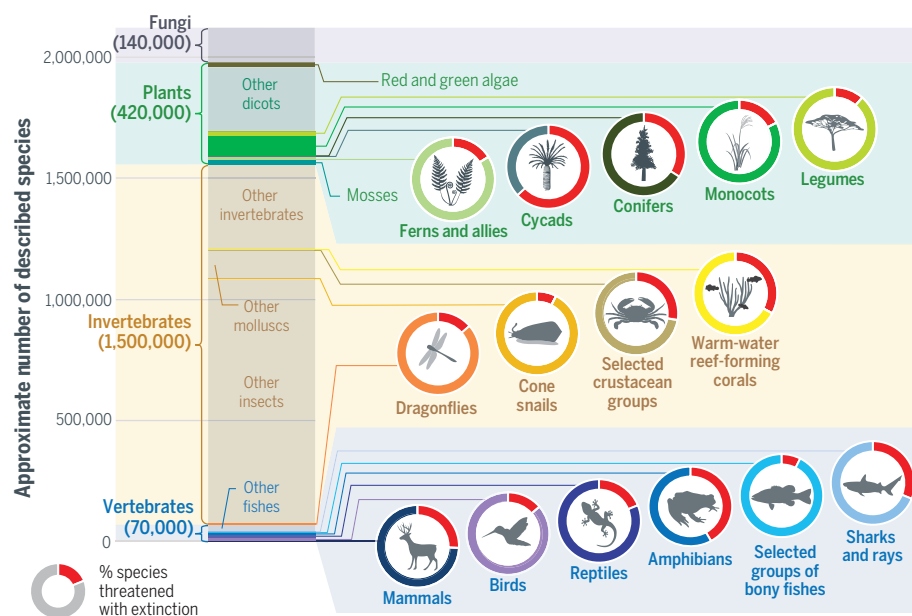 Approximate number of described species
Fungi
(140,000)
2,000,000
Plants
(420,000)
1,500,000
1,000,000
Invertebrates
(1,500,000)
500,000
Vertebrates
(70,000)
0
Other
dicots
Red and green algae
Mosses
Other
invertebrates
Other
molluscs
Other
insects
Other
fishes
Ferns and allies
Cycads
Conifers
Monocots
Legumes
Dragonflies
Cone
snails
Selected
crustacean
groups
Warm-water
reef-forming
corals
Mammals
Birds
Reptiles
Amphibians
Selected
groups of
bony fishes
Sharks
and rays
% species
threatened
with extinction